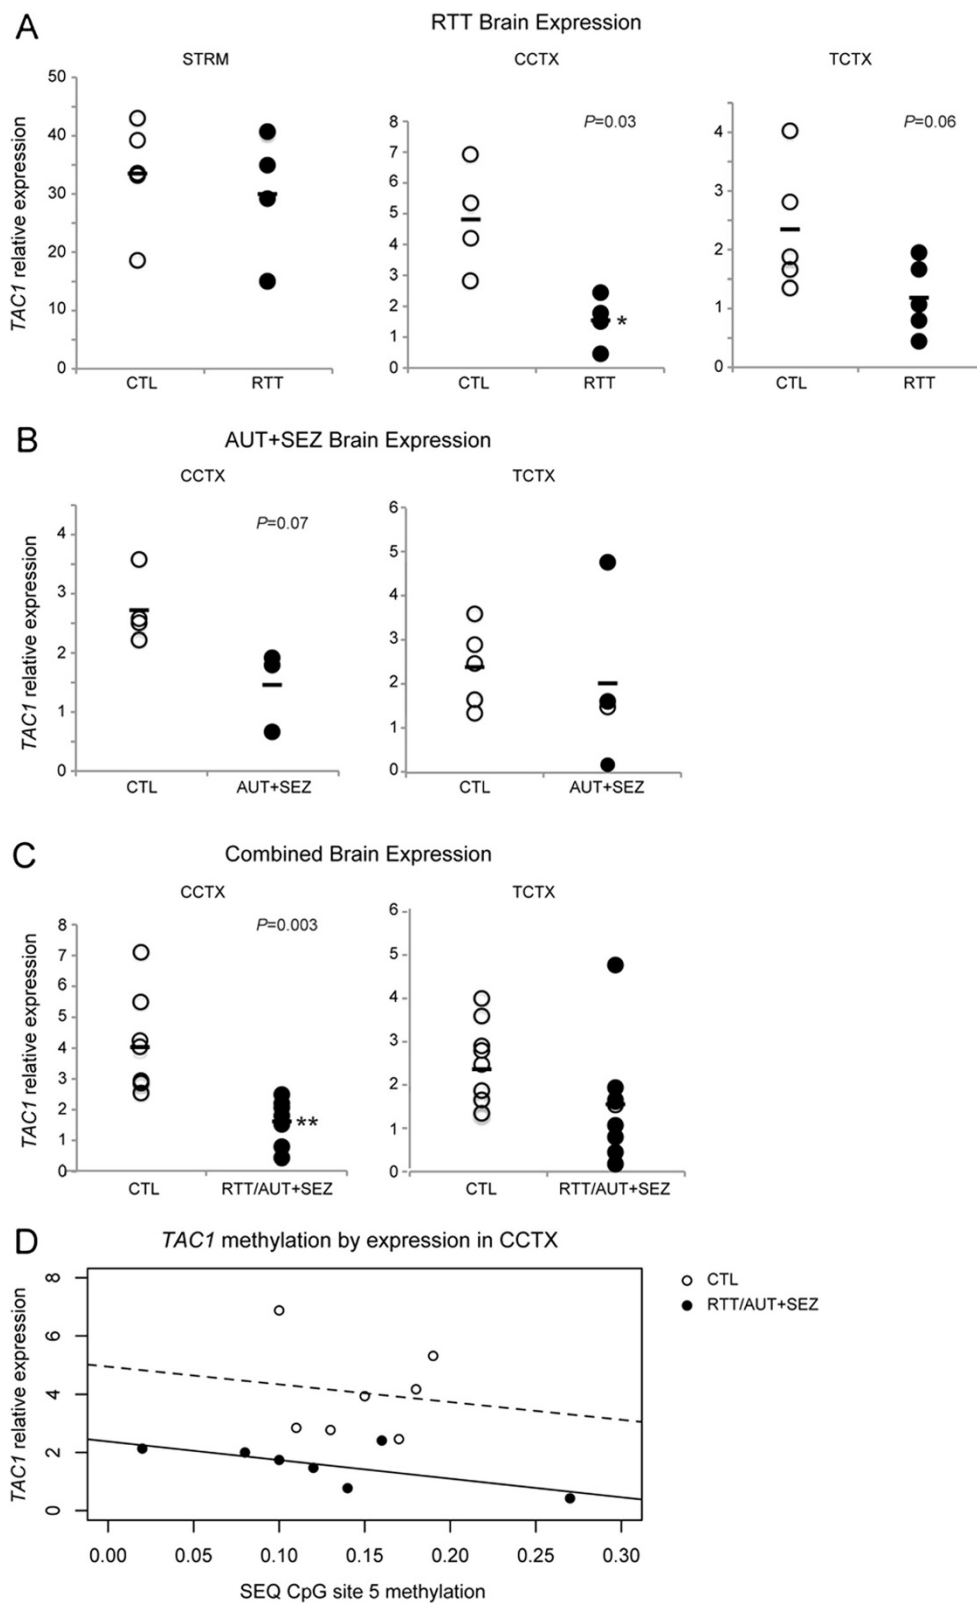 A
RTT Brain Expression
STRM
CCTX
TCTX
TAC1 relative expression
50
40
30
20
10
0
CTL
RTT
8
7
6
5
4
3
2
1
0
P=0.03
*
CTL
RTT
4
3
2
1
0
P=0.06
CTL
RTT
B
AUT+SEZ Brain Expression
CCTX
TCTX
TAC1 relative expression
4
3
2
1
0
P=0.07
CTL
AUT+SEZ
6
5
4
3
2
1
0
CTL
AUT+SEZ
C
Combined Brain Expression
CCTX
TCTX
TAC1 relative expression
8
7
6
5
4
3
2
1
0
P=0.003
**
CTL
RTT/AUT+SEZ
6
5
4
3
2
1
0
CTL
RTT/AUT+SEZ
D
TAC1 methylation by expression in CCTX
TAC1 relative expression
8
6
4
2
0
CTL
RTT/AUT+SEZ
0.00 0.05 0.10 0.15 0.20 0.25 0.30
SEQ CpG site 5 methylation